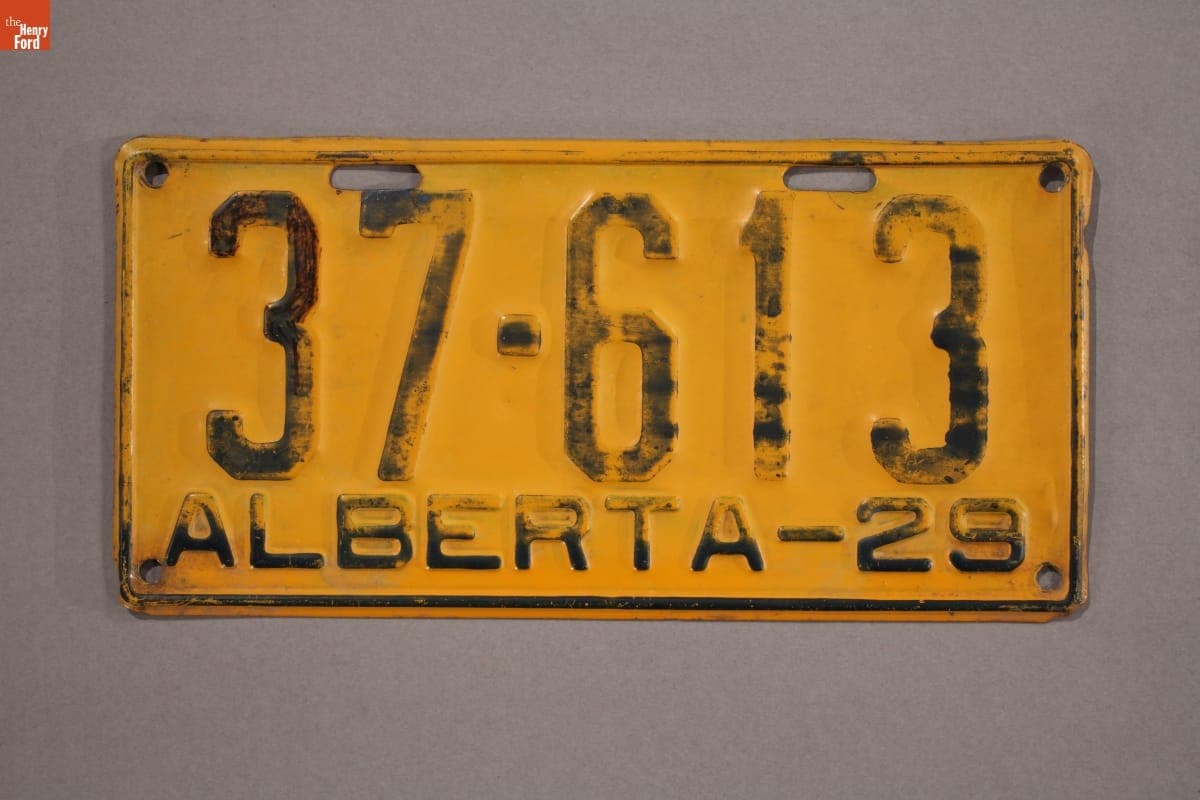 the
Henry
Ford
37-613
ALBERTA-29